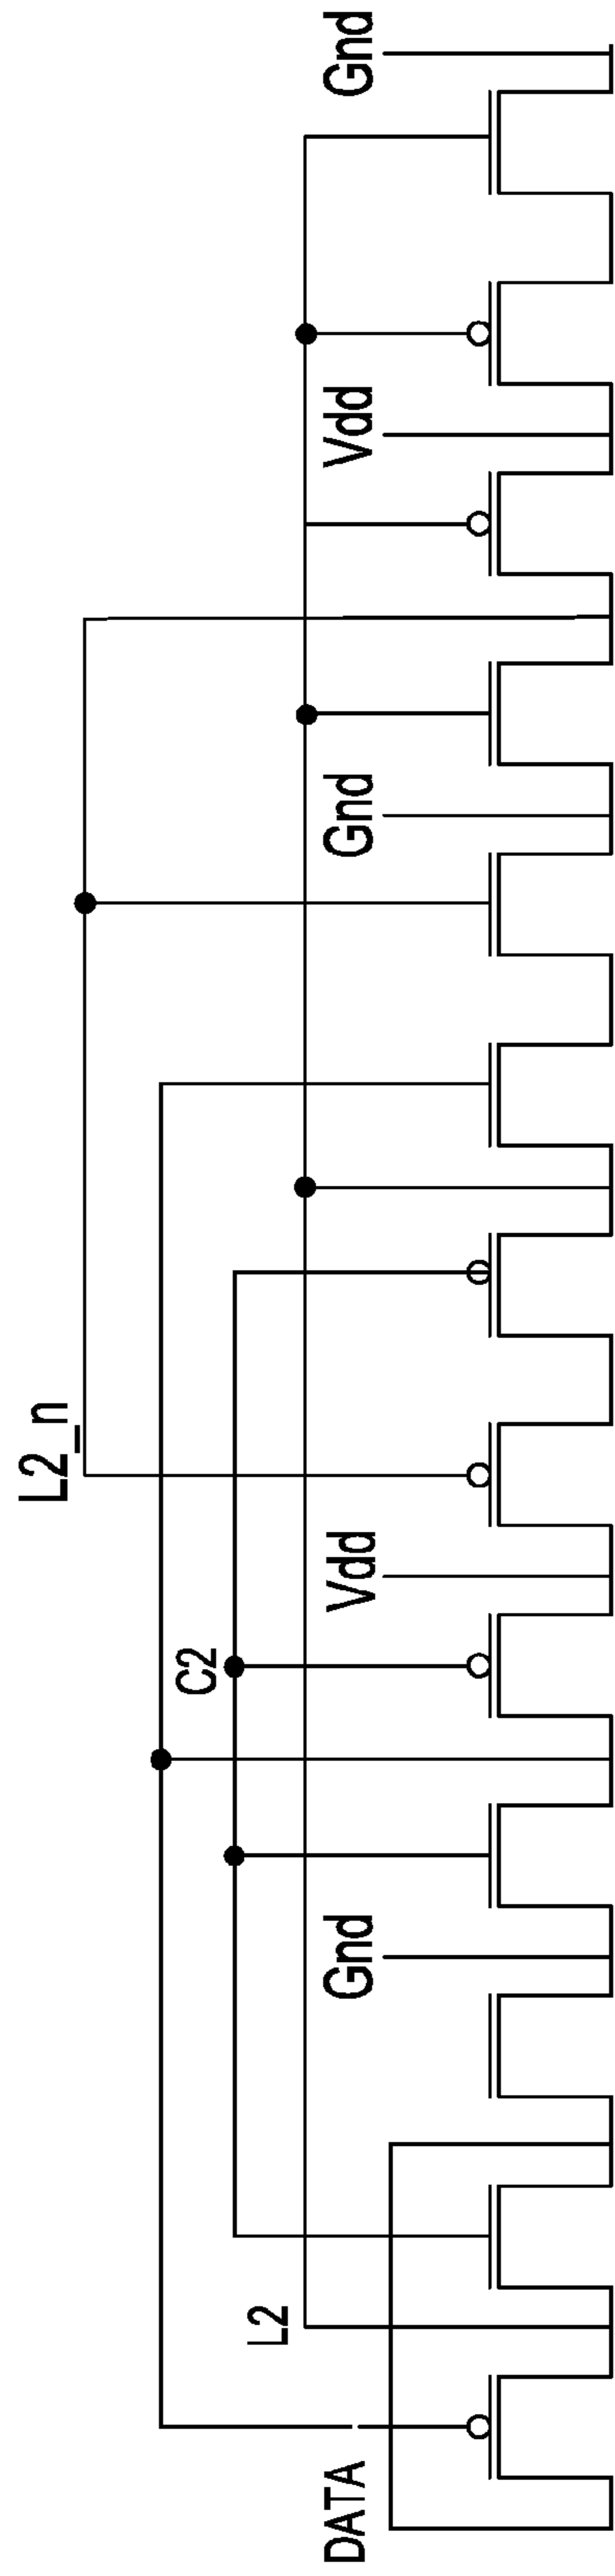 L2_n
C2
L2
DATA
Gnd
Vdd
Gnd
Vdd
Gnd